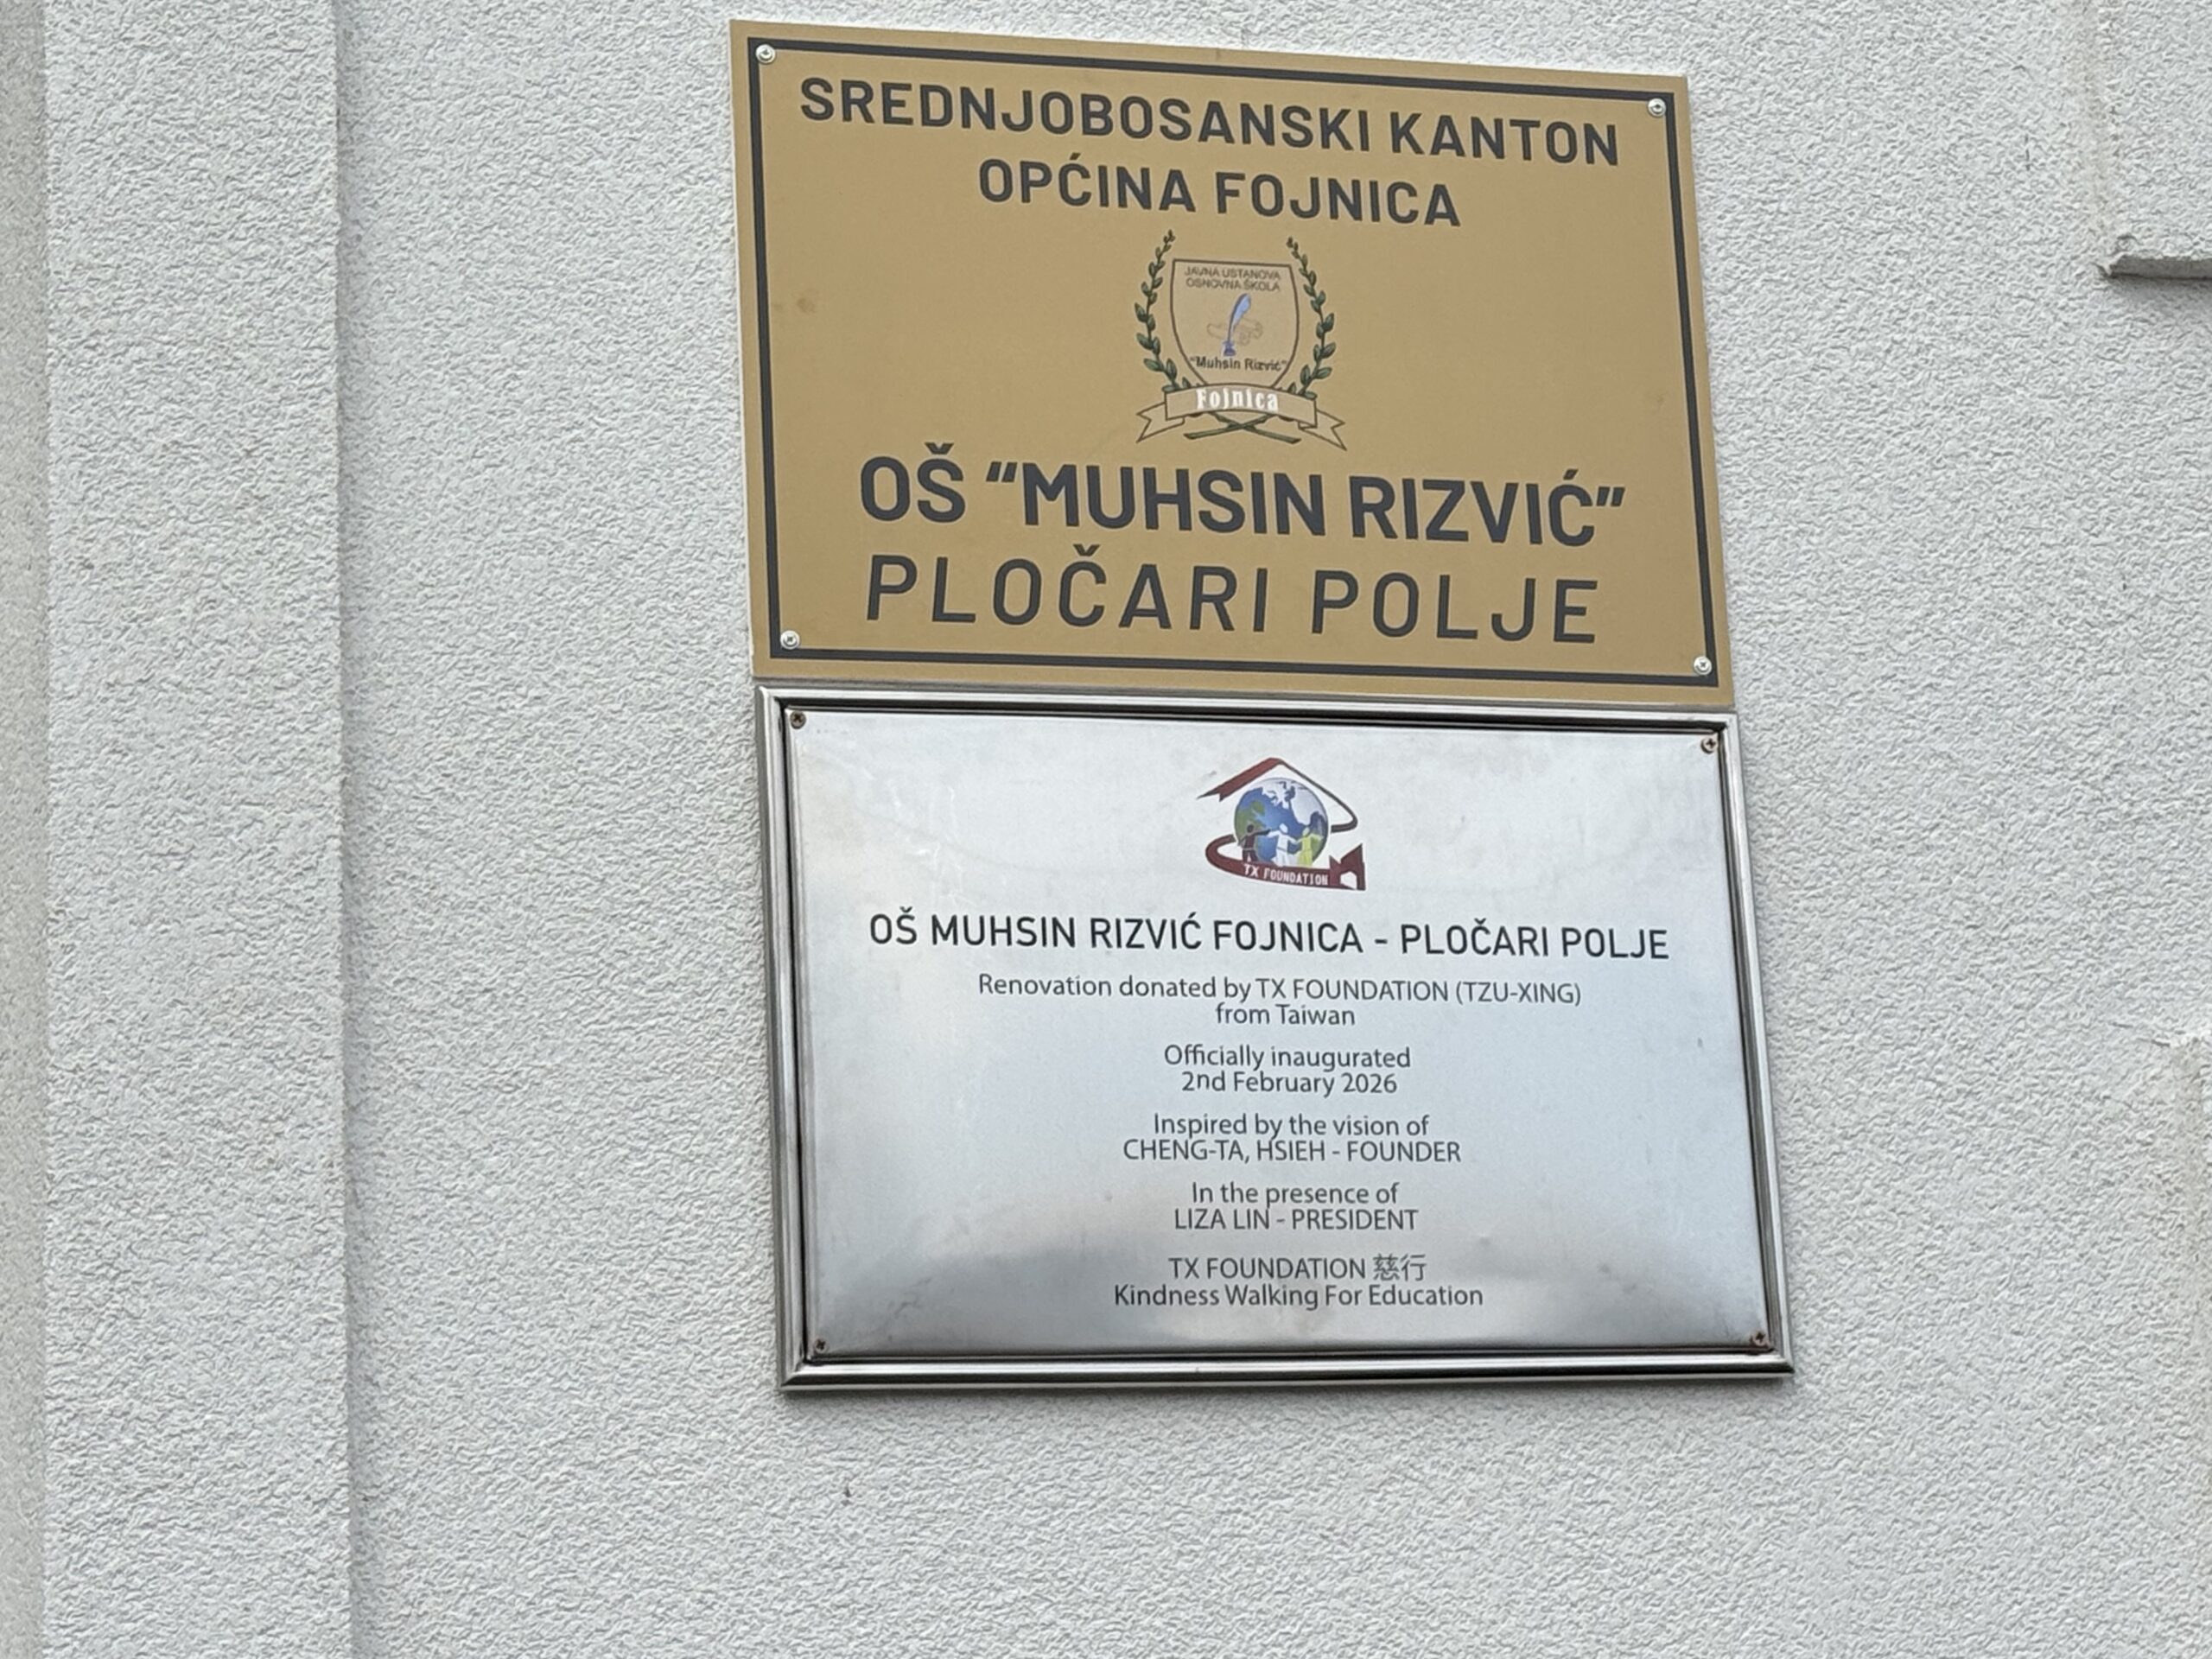 SREDNJOBOSANSKI KANTON
OPĆINA FOJNICA
JAVNA USTANOVA
OSNOVNA ŠKOLA
"Muhsin Rizvić"
Fojnica
OŠ "MUHSIN RIZVIĆ"
PLOČARI POLJE
TX FOUNDATION
OŠ MUHSIN RIZVIĆ FOJNICA - PLOČARI POLJE
Renovation donated by TX FOUNDATION (TZU-XING)
from Taiwan
Officially inaugurated
2nd February 2026
Inspired by the vision of
CHENG-TA, HSIEH - FOUNDER
In the presence of
LIZA LIN - PRESIDENT
TX FOUNDATION 慈行
Kindness Walking For Education